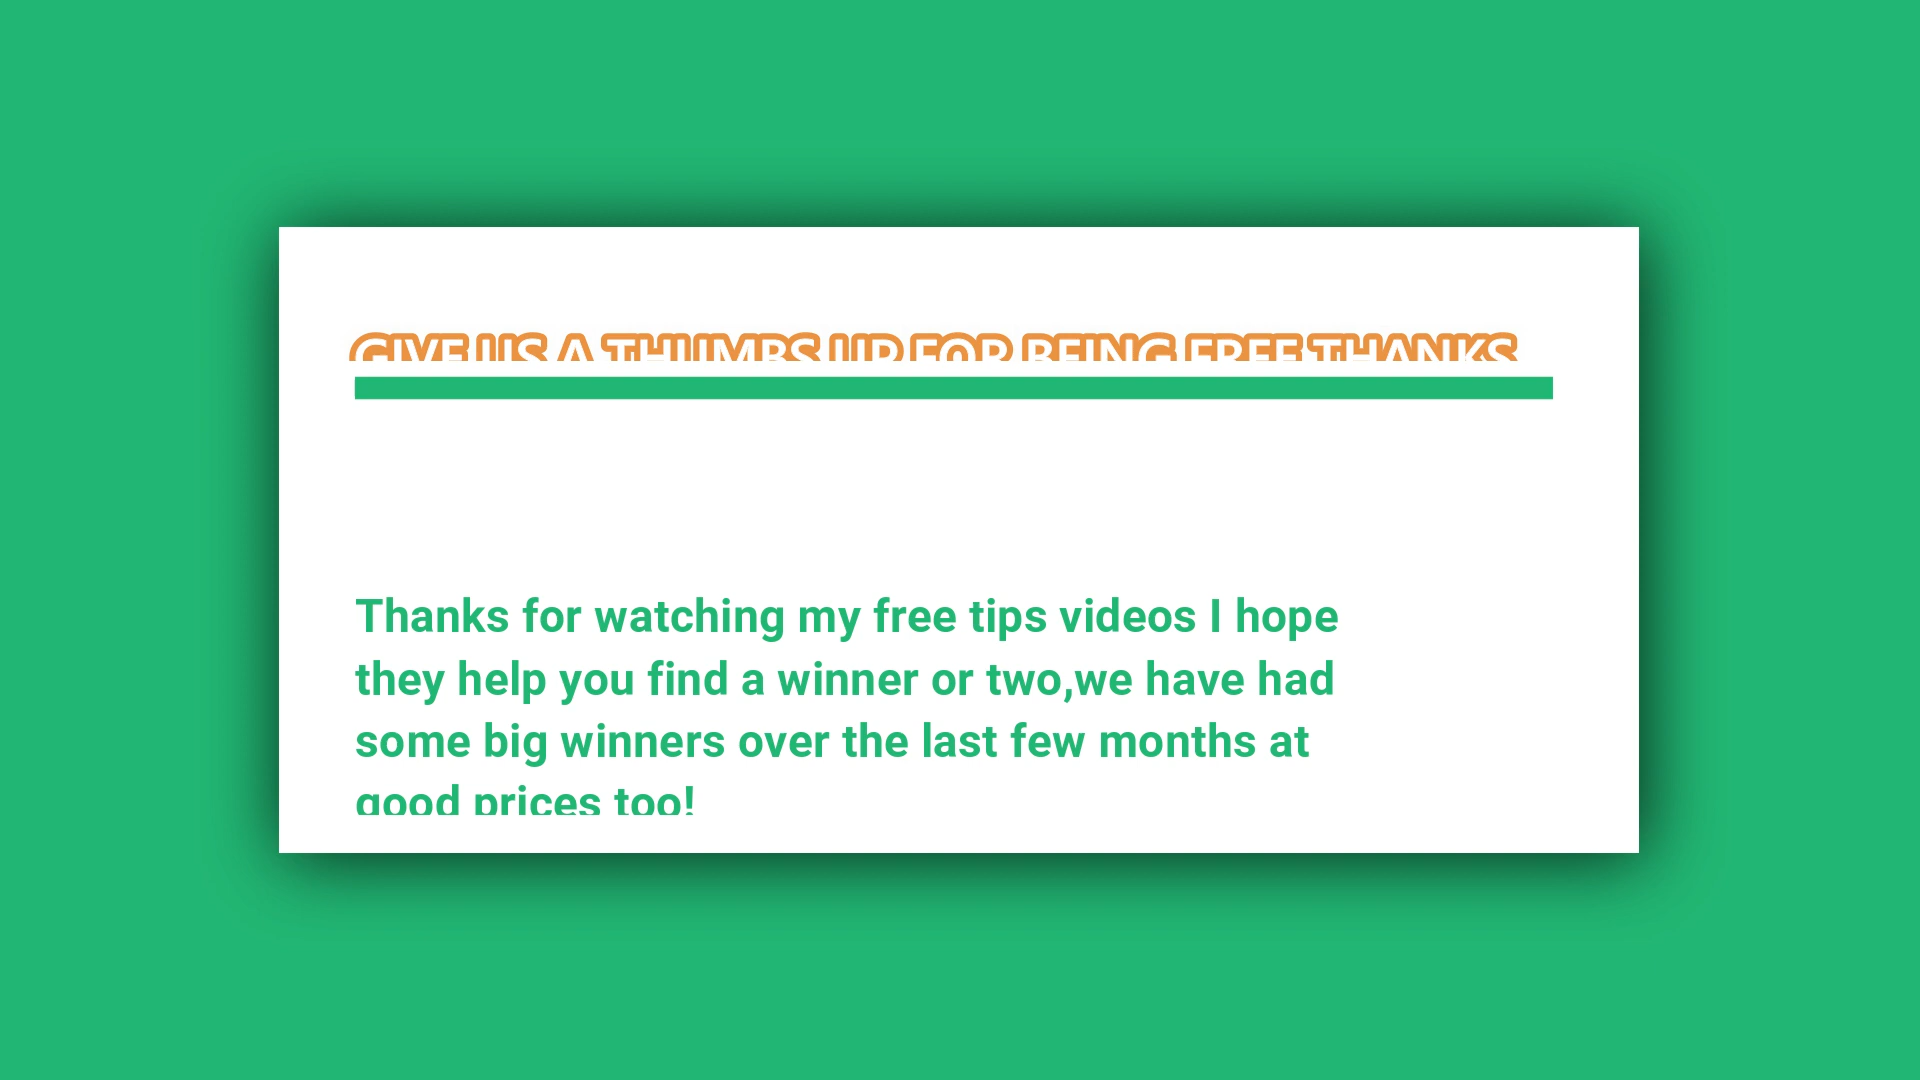 GIVE US A THUMBS UP FOR BEING FREE THANKS
Thanks for watching my free tips videos I hope
they help you find a winner or two,we have had
some big winners over the last few months at
good prices too!